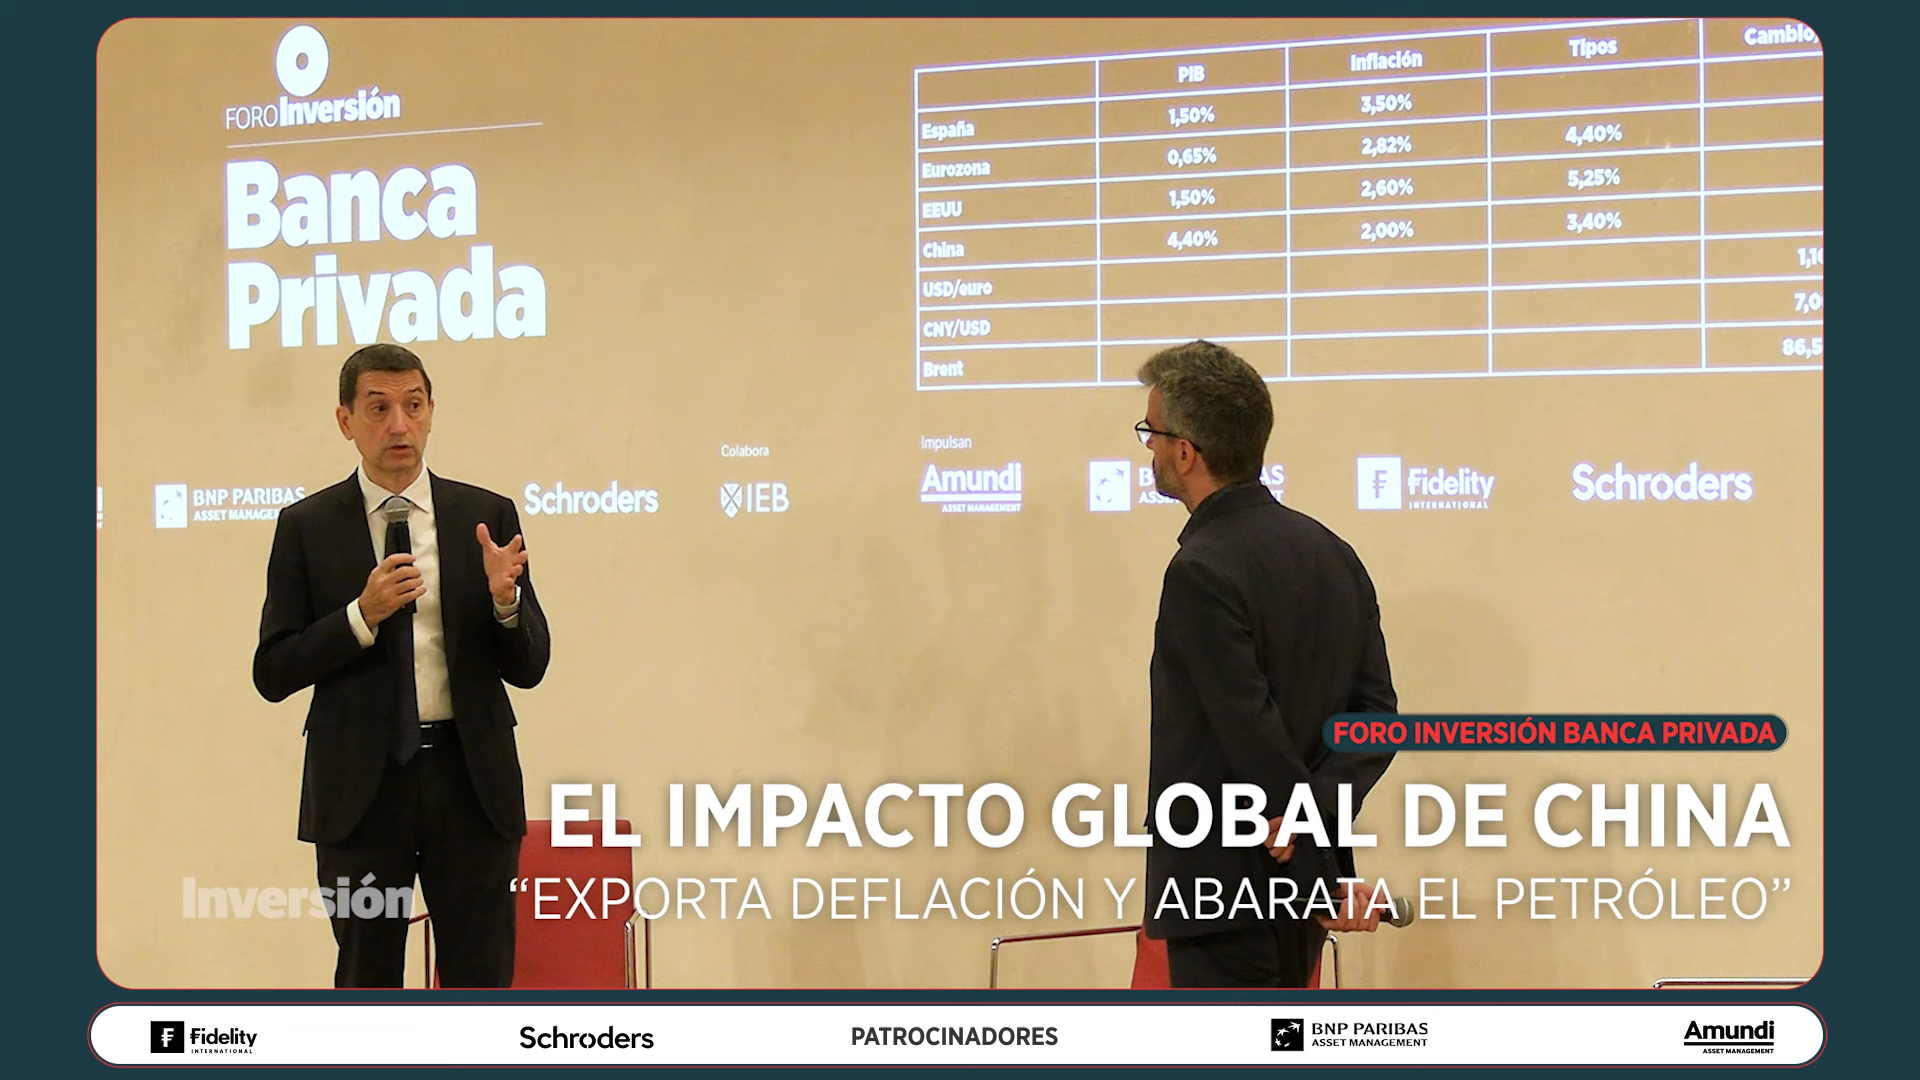 FORO Inversión
Banca
Privada
PIB Inflación Tipos
España 1,50% 3,50%
Eurozona 0,65% 2,82% 4,40%
EEUU 1,50% 2,60% 5,25%
China 4,40% 2,00% 3,40%
USD/euro
CNY/USD
Brent
Colabora
Impulsan
BNP PARIBAS
Schroders
IEB
Amundi
ASSET MANAGEMENT
Fidelity
INTERNATIONAL
Schroders
FORO INVERSIÓN BANCA PRIVADA
EL IMPACTO GLOBAL DE CHINA
“EXPORTA DEFLACIÓN Y ABARATA EL PETRÓLEO”
Inversión
Fidelity
INTERNATIONAL
Schroders
PATROCINADORES
BNP PARIBAS
ASSET MANAGEMENT
Amundi
ASSET MANAGEMENT